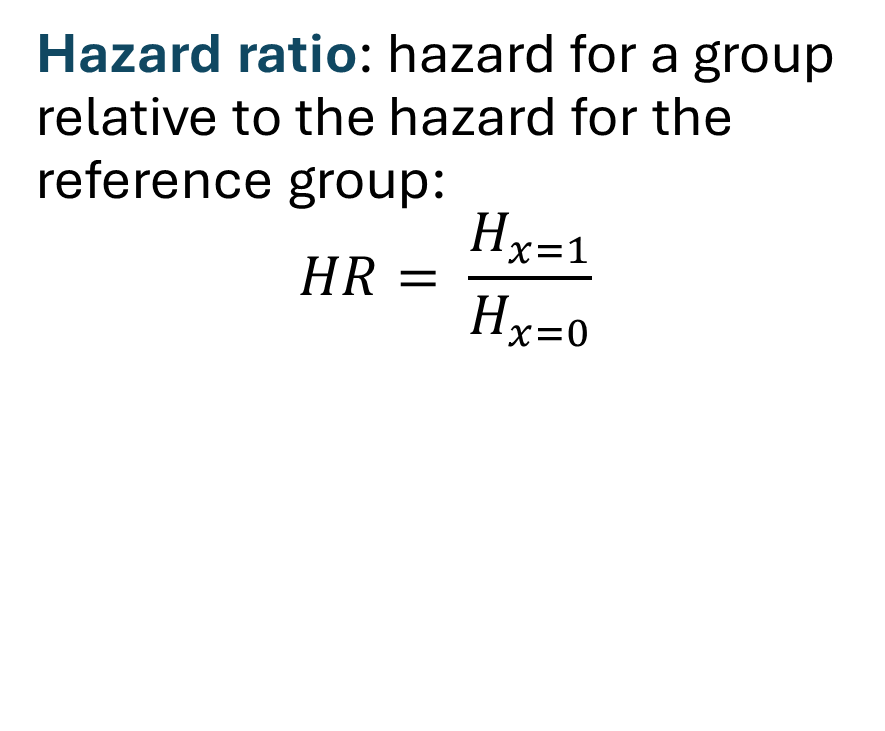 Hazard ratio: hazard for a group
relative to the hazard for the
reference group:
HR = H_{x=1} / H_{x=0}